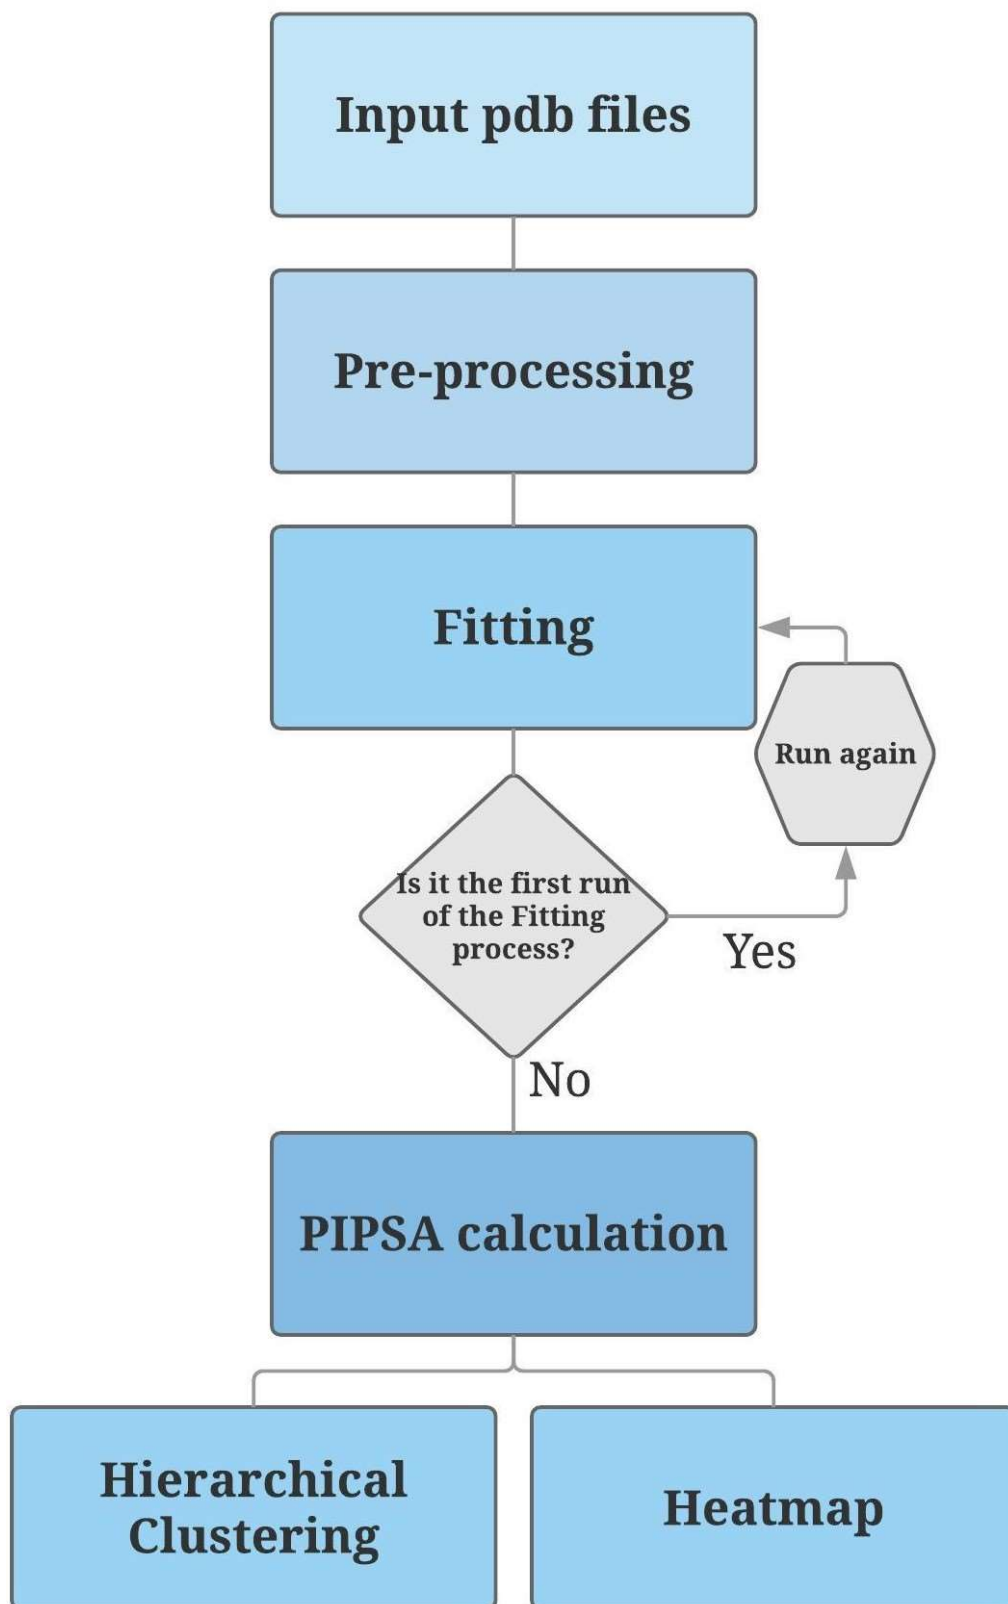 Input pdb files
Pre-processing
Fitting
Run again
Is it the first run
of the Fitting
process?
Yes
No
PIPSA calculation
Hierarchical
Clustering
Heatmap